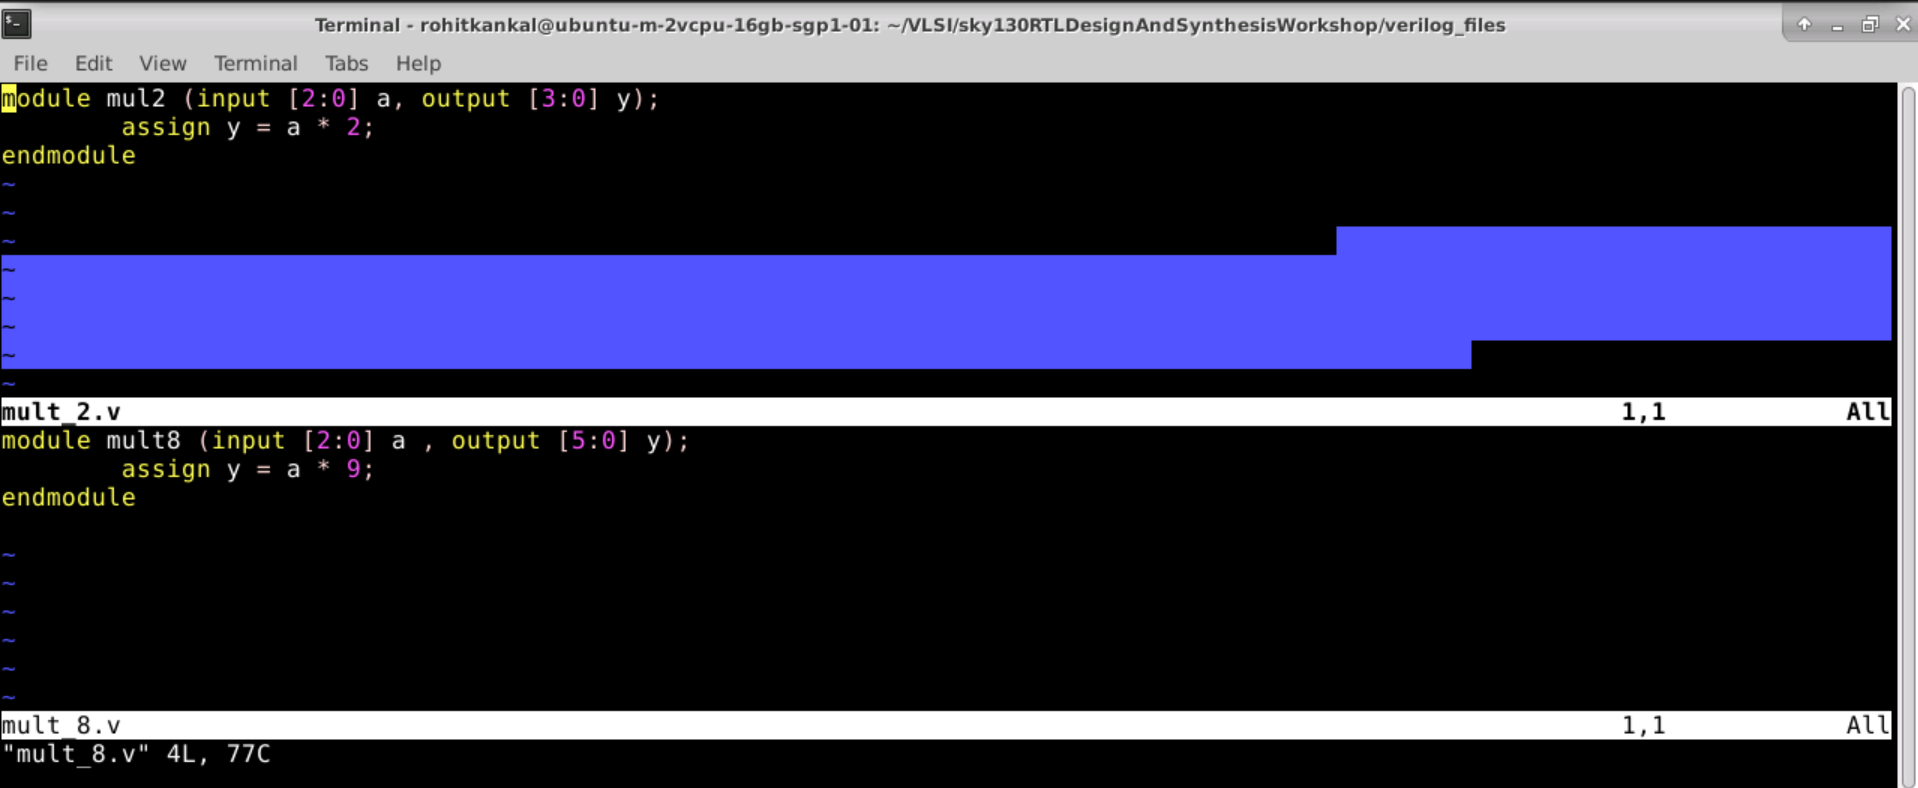 Terminal - rohitkankal@ubuntu-m-2vcpu-16gb-sgp1-01: ~/VLSI/sky130RTLDesignAndSynthesisWorkshop/verilog_files
File Edit View Terminal Tabs Help
module mul2 (input [2:0] a, output [3:0] y);
        assign y = a * 2;
endmodule
~
~
~
~
~
~
~
~
mult_2.v 1,1 All
module mult8 (input [2:0] a , output [5:0] y);
        assign y = a * 9;
endmodule

~
~
~
~
~
~
mult_8.v 1,1 All
"mult_8.v" 4L, 77C